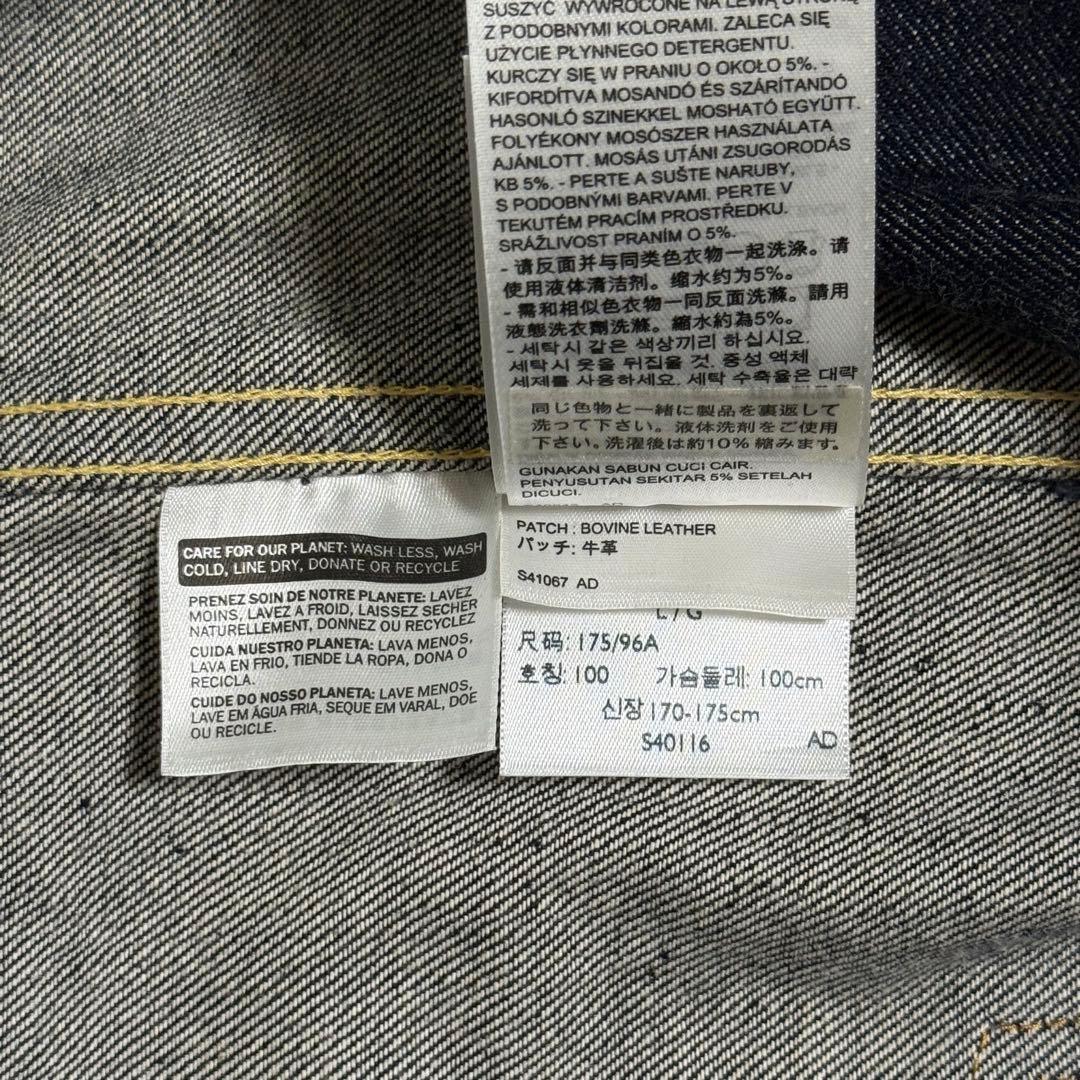 SUSZYĆ WYWRÓCONE NA LEWĄ STRONĘ
Z PODOBNYMI KOLORAMI. ZALECA SIĘ
UŻYCIE PŁYNNEGO DETERGENTU.
KURCZY SIĘ W PRANIU O OKOŁO 5%. -
KIFORDÍTVA MOSANDÓ ÉS SZÁRÍTANDÓ
HASONLÓ SZINEKKEL MOSHATÓ EGYÜTT.
FOLYÉKONY MOSÓSZER HASZNÁLATA
AJÁNLOTT. MOSÁS UTÁNI ZSUGORODÁS
KB 5%. - PERTE A SUŠTE NARUBY,
S PODOBNÝMI BARVAMI. PERTE V
TEKUTÉM PRACÍM PROSTŘEDKU.
SRÁŽLIVOST PRANÍM O 5%.
- 请反面并与同类色衣物一起洗涤。请
使用液体清洁剂。缩水约为5%。
- 需和相似色衣物一同反面洗滌。請用
液態洗衣劑洗滌。縮水約為5%。
- 세탁시 같은 색상끼리 하십시요.
세탁시 옷을 뒤집을 것. 중성 액체
세제를 사용하세요. 세탁 수축율은 대략
同じ色物と一緒に製品を裏返して
洗って下さい。液体洗剤をご使用
下さい。洗濯後は約10%縮みます。
GUNAKAN SABUN CUCI CAIR.
PENYUSUTAN SEKITAR 5% SETELAH
DICUCI.
PATCH : BOVINE LEATHER
パッチ: 牛革
S41067 AD
L/G
尺码: 175/96A
호칭: 100 가슴둘레: 100cm
신장 170-175cm
S40116 AD
CARE FOR OUR PLANET: WASH LESS, WASH
COLD, LINE DRY, DONATE OR RECYCLE
PRENEZ SOIN DE NOTRE PLANETE: LAVEZ
MOINS, LAVEZ A FROID, LAISSEZ SECHER
NATURELLEMENT, DONNEZ OU RECYCLEZ
CUIDA NUESTRO PLANETA: LAVA MENOS,
LAVA EN FRIO, TIENDE LA ROPA, DONA O
RECICLA.
CUIDE DO NOSSO PLANETA: LAVE MENOS,
LAVE EM ÁGUA FRIA, SEQUE EM VARAL, DOE
OU RECICLE.